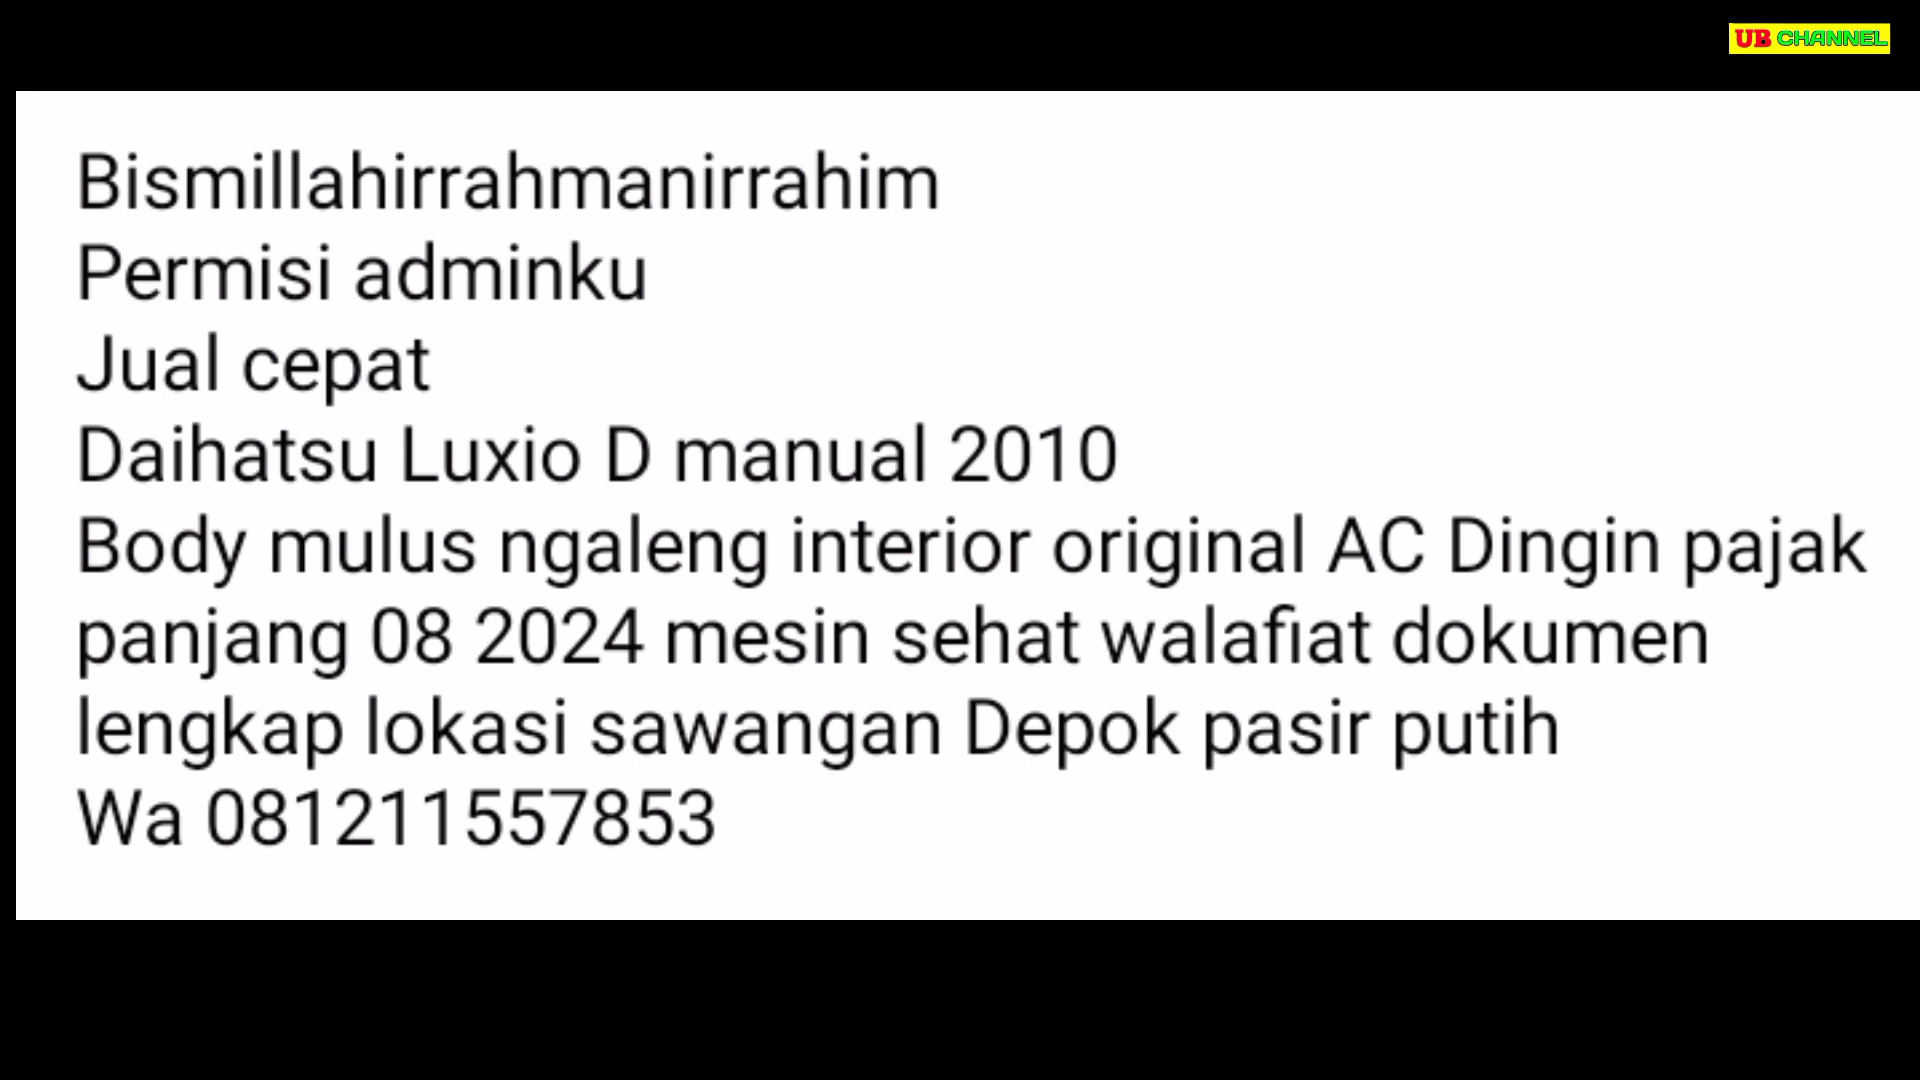 UB CHANNEL
Bismillahirrahmanirrahim
Permisi adminku
Jual cepat
Daihatsu Luxio D manual 2010
Body mulus ngaleng interior original AC Dingin pajak
panjang 08 2024 mesin sehat walafiat dokumen
lengkap lokasi sawangan Depok pasir putih
Wa 081211557853